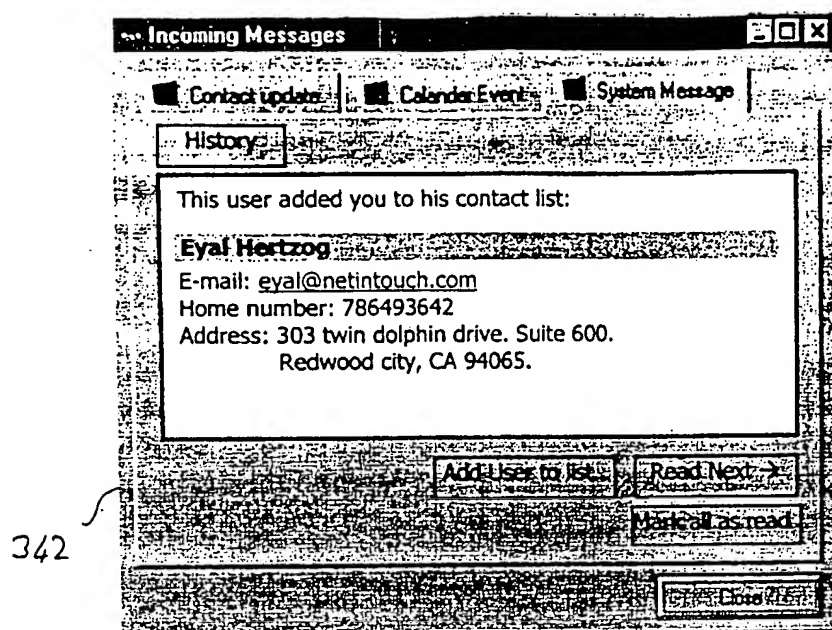 Incoming Messages
Contact update Calander Event System Message
History
This user added you to his contact list:
Eyal Hertzog
E-mail: eyal@netintouch.com
Home number: 786493642
Address: 303 twin dolphin drive. Suite 600.
Redwood city, CA 94065.
Add User to list... Read Next →
Mark all as read
342
Close